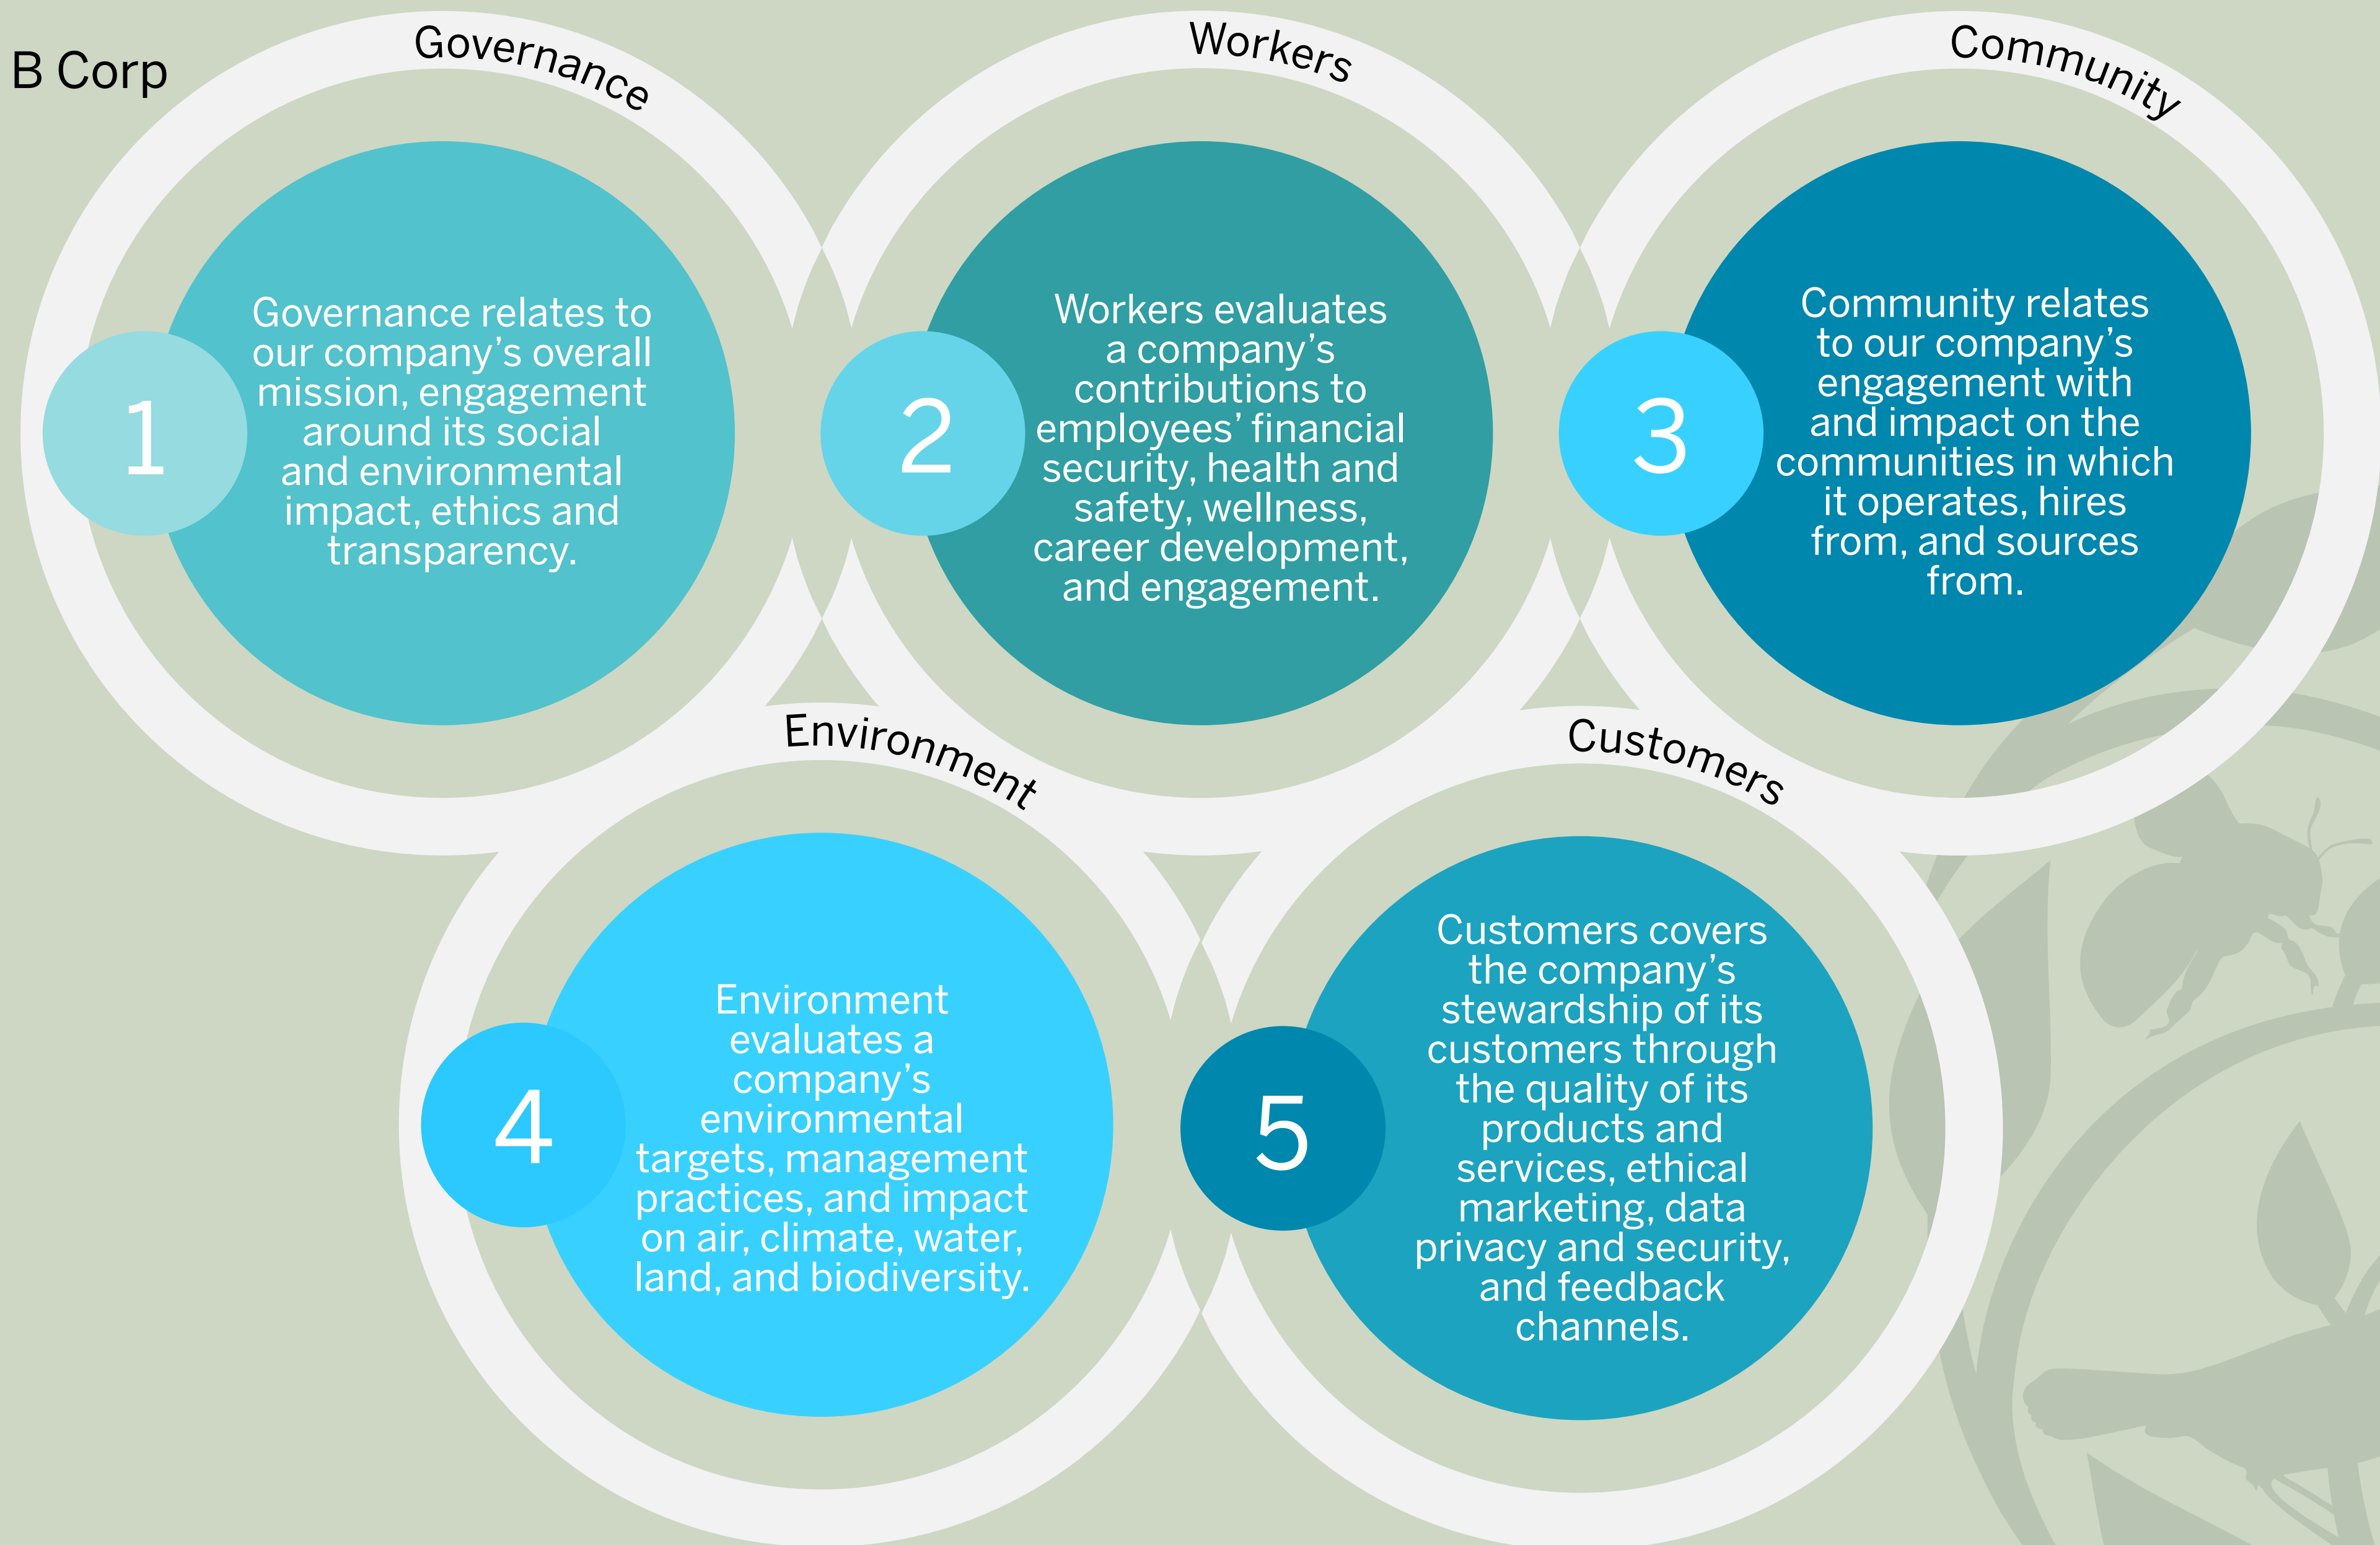 B Corp
Governance
1
Governance relates to
our company’s overall
mission, engagement
around its social
and environmental
impact, ethics and
transparency.
Workers
2
Workers evaluates
a company’s
contributions to
employees’ financial
security, health and
safety, wellness,
career development,
and engagement.
Community
3
Community relates
to our company’s
engagement with
and impact on the
communities in which
it operates, hires
from, and sources
from.
Environment
4
Environment
evaluates a
company’s
environmental
targets, management
practices, and impact
on air, climate, water,
land, and biodiversity.
Customers
5
Customers covers
the company’s
stewardship of its
customers through
the quality of its
products and
services, ethical
marketing, data
privacy and security,
and feedback
channels.